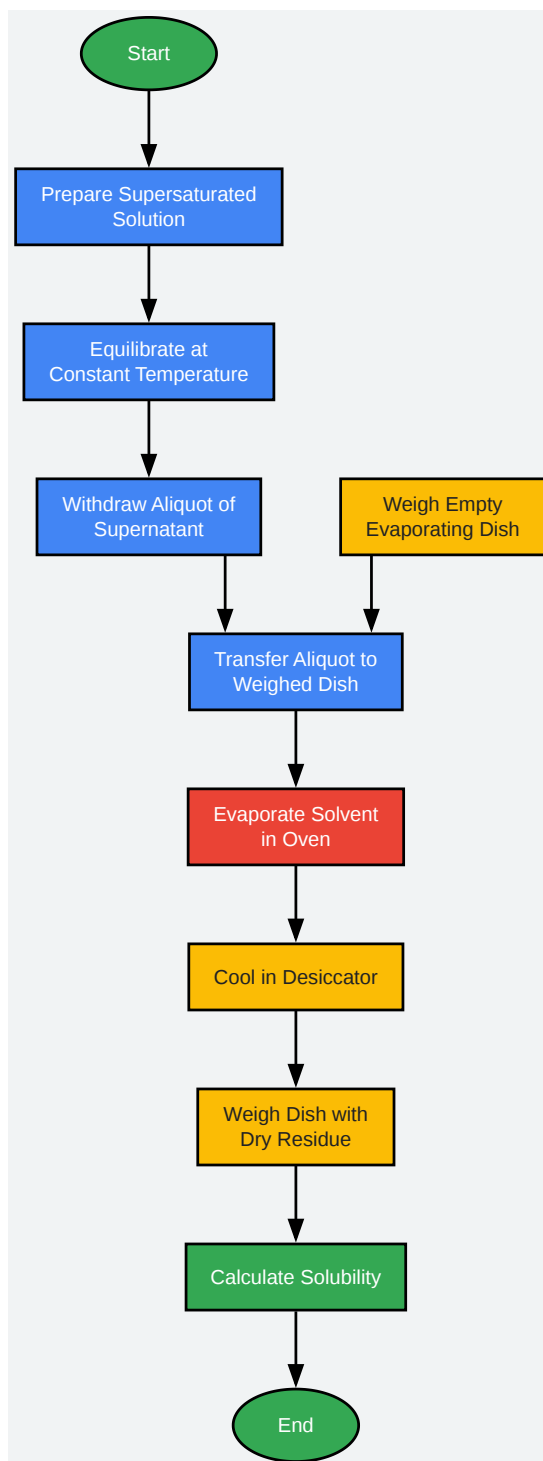 Start
Prepare Supersaturated
Solution
Equilibrate at
Constant Temperature
Withdraw Aliquot of
Supernatant
Weigh Empty
Evaporating Dish
Transfer Aliquot to
Weighed Dish
Evaporate Solvent
in Oven
Cool in Desiccator
Weigh Dish with
Dry Residue
Calculate Solubility
End